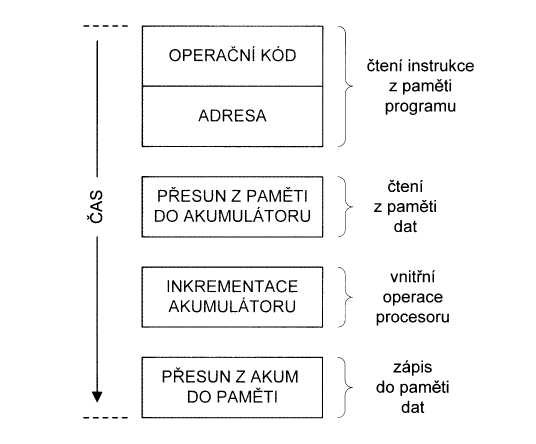 OPERAČNÍ KÓD
ADRESA
čtení instrukce
z paměti
programu
ČAS
PŘESUN Z PAMĚTI
DO AKUMULÁTORU
čtení
z paměti
dat
INKREMENTACE
AKUMULÁTORU
vnitřní
operace
procesoru
PŘESUN Z AKUM
DO PAMĚTI
zápis
do paměti
dat